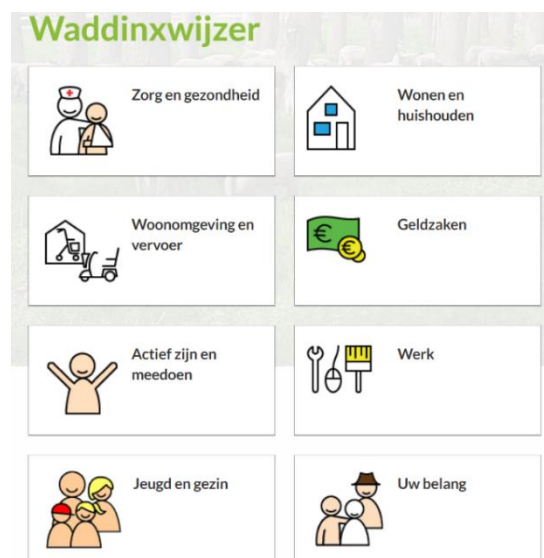 Waddinxwijzer
Zorg en gezondheid
Wonen en
huishouden
Woonomgeving en
vervoer
Geldzaken
Actief zijn en
meedoen
Werk
Jeugd en gezin
Uw belang